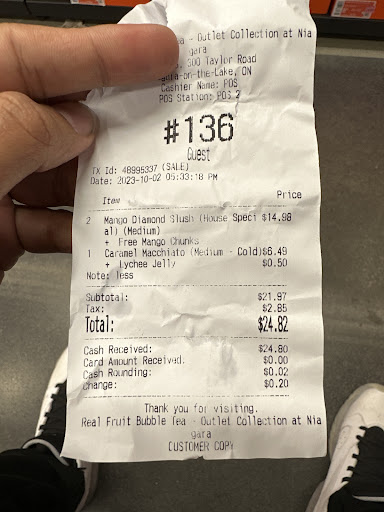 - Outlet Collection at Nia
gara
300 Taylor Road
-on-the-Lake, ON
Cashier Name: POS
POS Station: POS 2
#136
Guest
TX Id: 48995337 (SALE)
Date: 2023-10-02 05:33:18 PM
Item Price
2 Mango Diamond Slush (House Speci $14.98
al) (Medium)
+ Free Mango Chunks
1 Caramel Macchiato (Medium - Cold) $6.49
+ Lychee Jelly $0.50
Note: less
Subtotal: $21.97
Tax: $2.85
Total: $24.82
Cash Received: $24.80
Card Amount Received: $0.00
Cash Rounding: $0.02
Change: $0.20
Thank you for visiting.
Real Fruit Bubble Tea - Outlet Collection at Nia
gara
CUSTOMER COPY